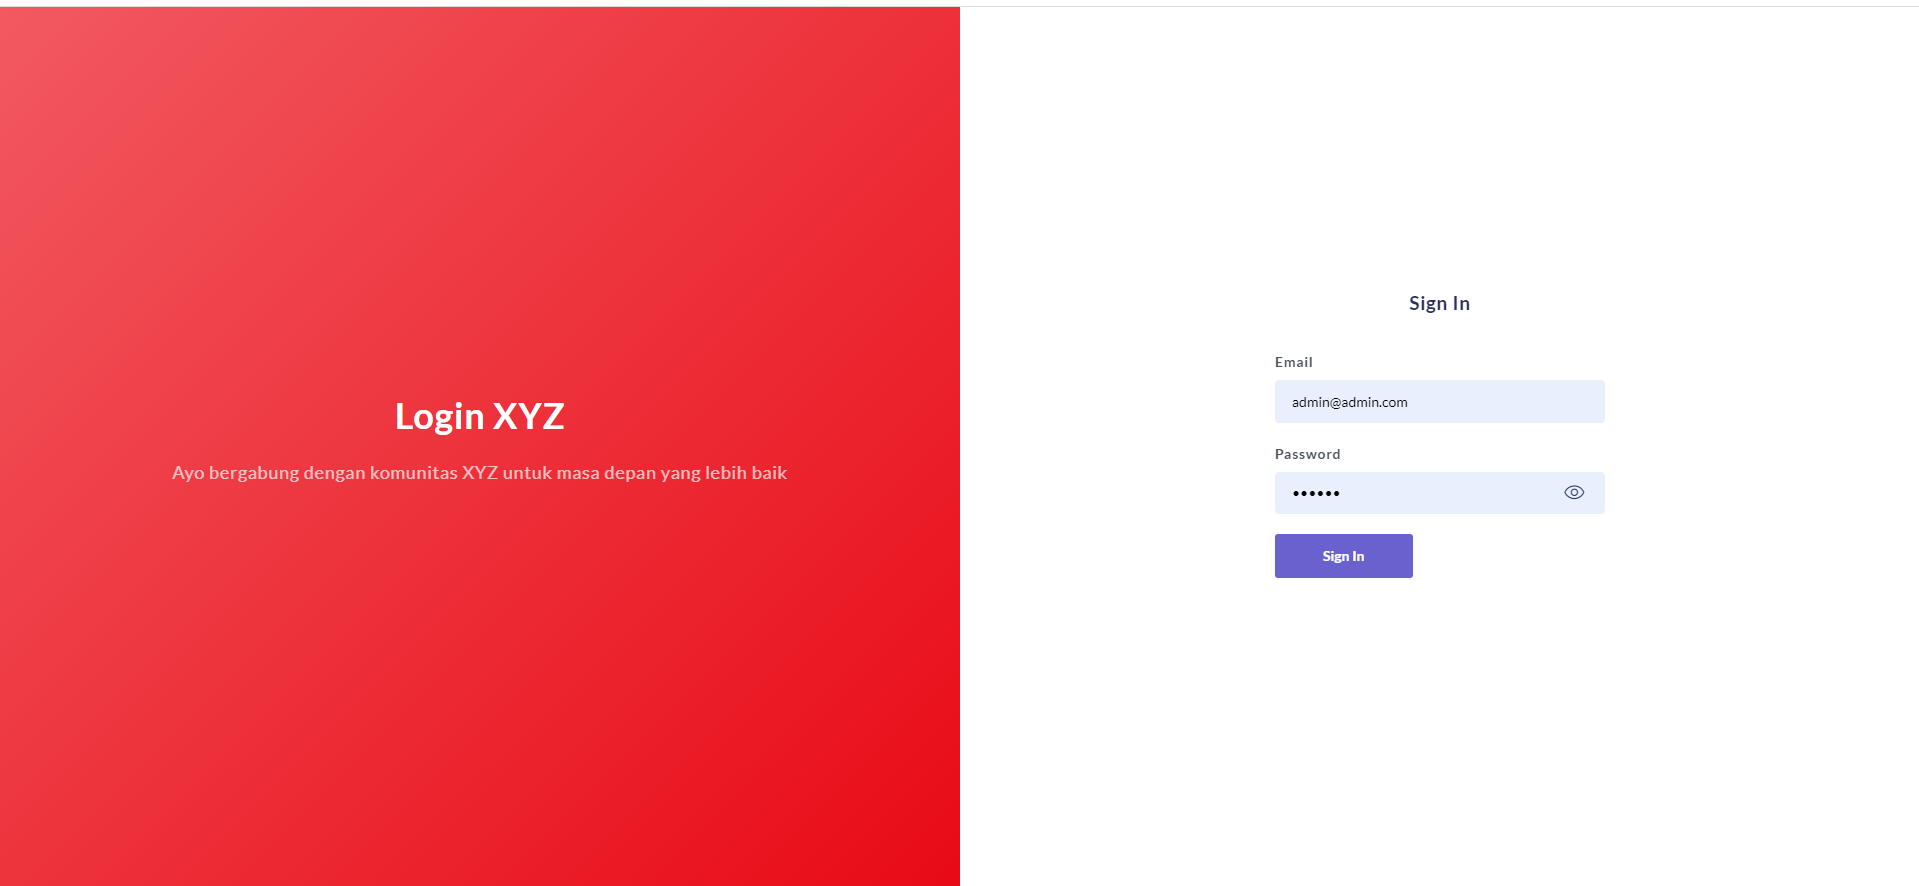 Login XYZ
Ayo bergabung dengan komunitas XYZ untuk masa depan yang lebih baik
Sign In
Email
admin@admin.com
Password
••••••
Sign In